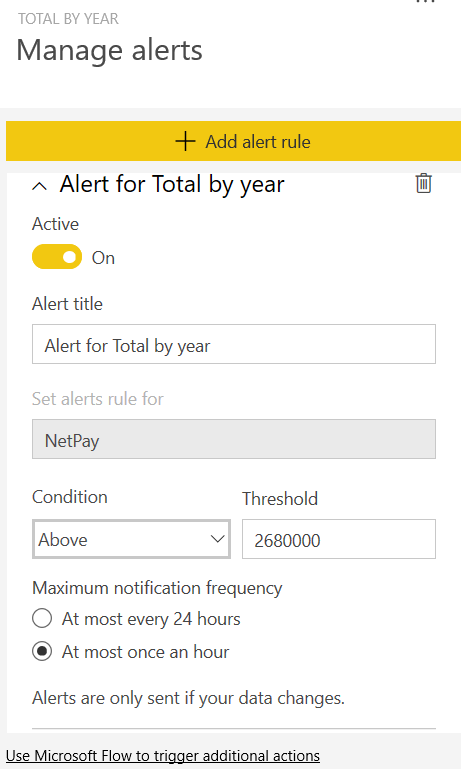 TOTAL BY YEAR
Manage alerts
Add alert rule
Alert for Total by year
Active
On
Alert title
Alert for Total by year
Set alerts rule for
NetPay
Condition
Threshold
Above
2680000
Maximum notification frequency
At most every 24 hours
At most once an hour
Alerts are only sent if your data changes.
Use Microsoft Flow to trigger additional actions